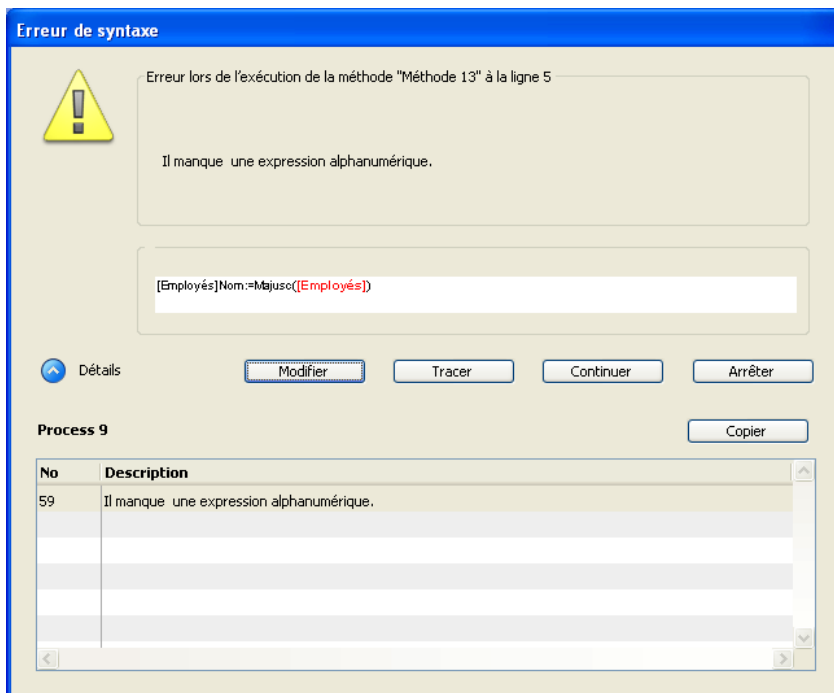 Erreur de syntaxe
Erreur lors de l'exécution de la méthode "Méthode 13" à la ligne 5
Il manque une expression alphanumérique.
[Employés]Nom:=Majusc([Employés])
Détails
Modifier
Tracer
Continuer
Arrêter
Process 9
Copier
No Description
59 Il manque une expression alphanumérique.